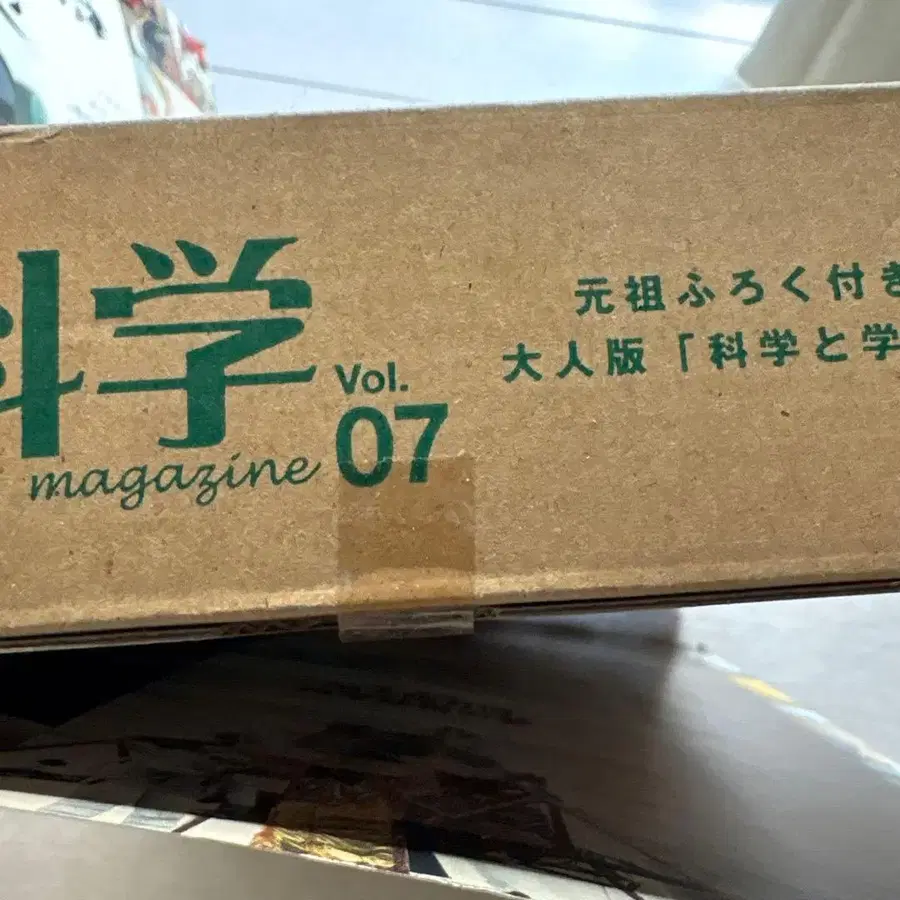 科学
magazine
Vol.
07
元祖ふろく付き
大人版「科学と学